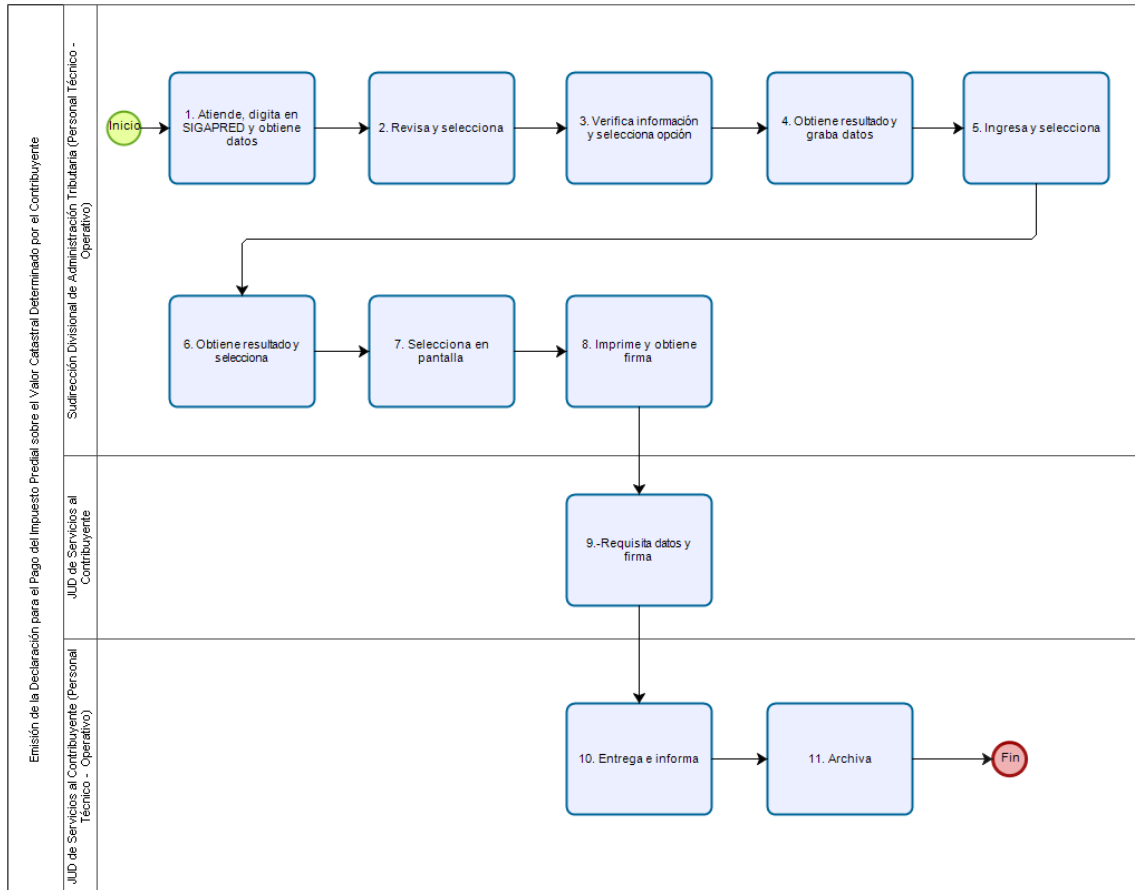 Emisión de la Declaración para el Pago del Impuesto Predial sobre el Valor Catastral Determinado por el Contribuyente
Sudirección Divisional de Administración Tributaria (Personal Técnico -
Operativo)
Inicio
1. Atiende, digita en
SIGAPRED y obtiene
datos
2. Revisa y selecciona
3. Verifica información
y selecciona opción
4. Obtiene resultado y
graba datos
5. Ingresa y selecciona
6. Obtiene resultado y
selecciona
7. Selecciona en
pantalla
8. Imprime y obtiene
firma
JUD de Servicios al
Contribuyente
9.-Requisita datos y
firma
JUD de Servicios al Contribuyente (Personal
Técnico - Operativo)
10. Entrega e informa
11. Archiva
Fin